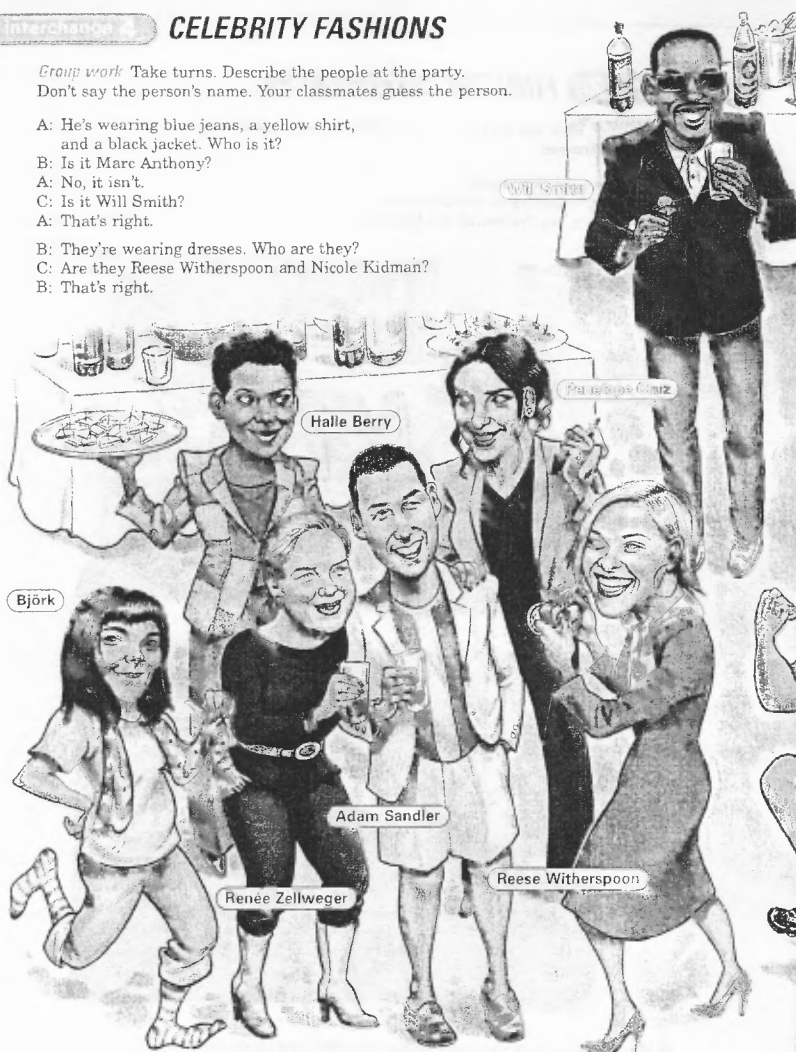 interchange 4 CELEBRITY FASHIONS
Group work Take turns. Describe the people at the party.
Don't say the person's name. Your classmates guess the person.
A: He's wearing blue jeans, a yellow shirt,
and a black jacket. Who is it?
B: Is it Marc Anthony?
A: No, it isn't.
C: Is it Will Smith?
A: That's right.
B: They're wearing dresses. Who are they?
C: Are they Reese Witherspoon and Nicole Kidman?
B: That's right.
Will Smith
Penélope Cruz
Halle Berry
Björk
Adam Sandler
Reese Witherspoon
Renée Zellweger